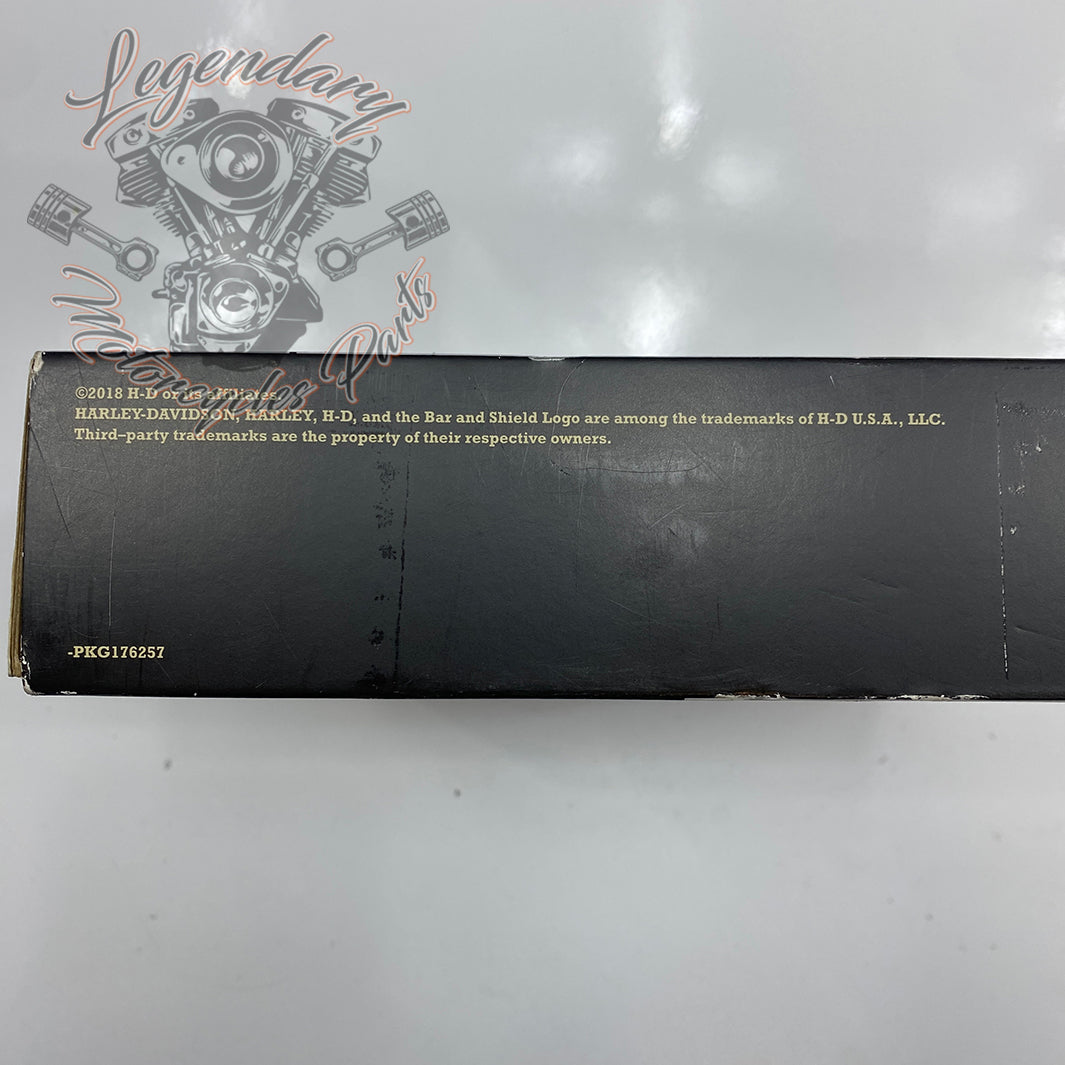 Legendary
Motorcycles Parts
©2018 H-D or its affiliates.
HARLEY-DAVIDSON, HARLEY, H-D, and the Bar and Shield Logo are among the trademarks of H-D U.S.A., LLC.
Third–party trademarks are the property of their respective owners.
-PKG176257